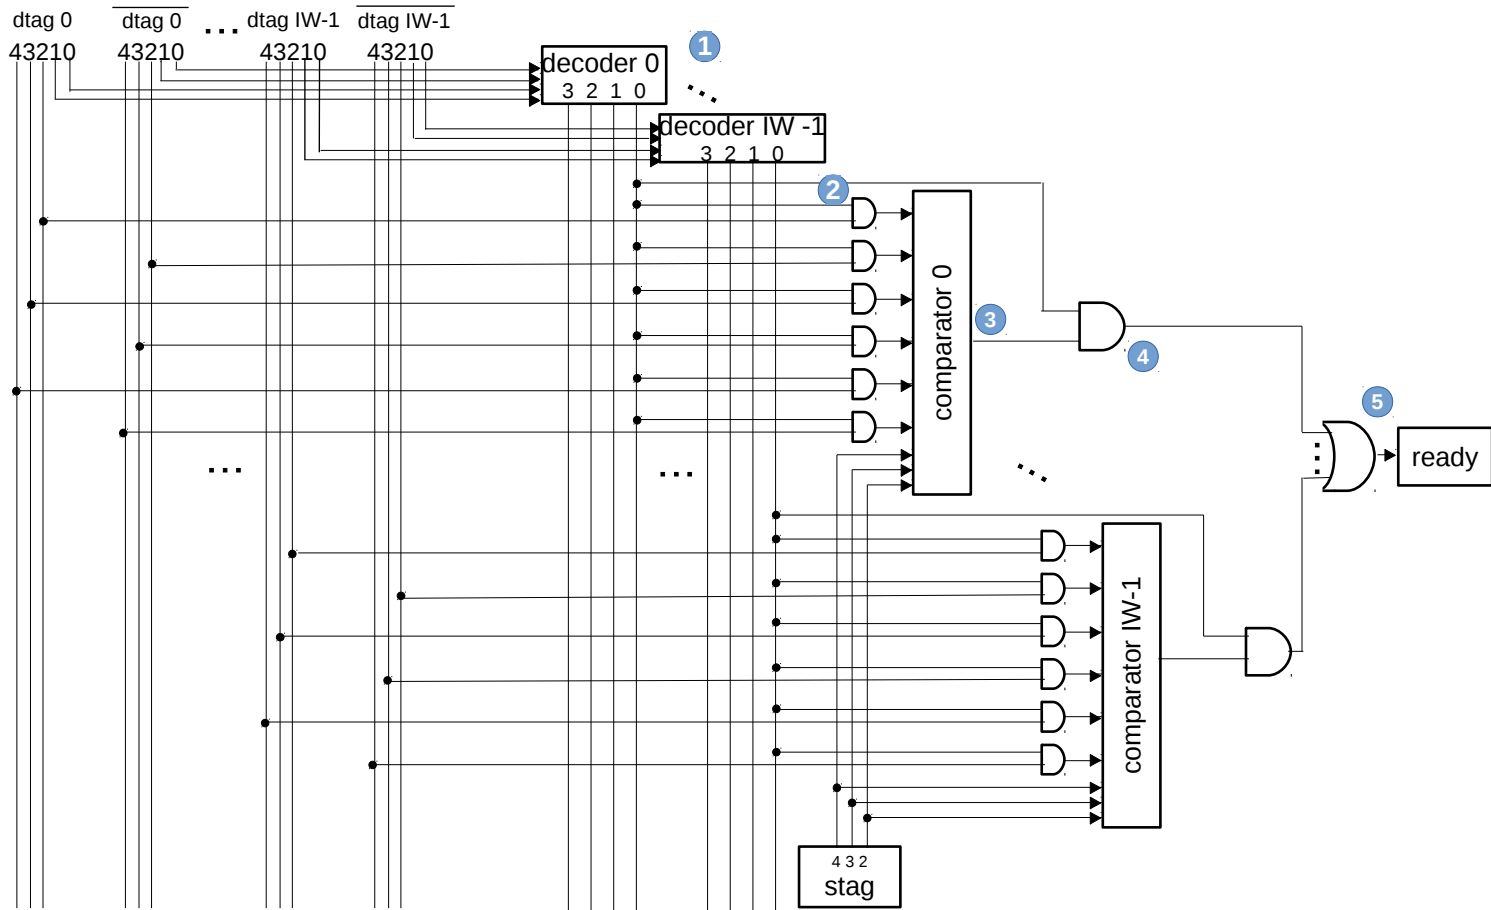 dtag 0 dtag 0 ... dtag IW-1 dtag IW-1
43210 43210 43210 43210
1
decoder 0
3 2 1 0
...
decoder IW -1
3 2 1 0
2
comparator 0
3
4
5
ready
... ... ...
comparator IW-1
4 3 2
stag